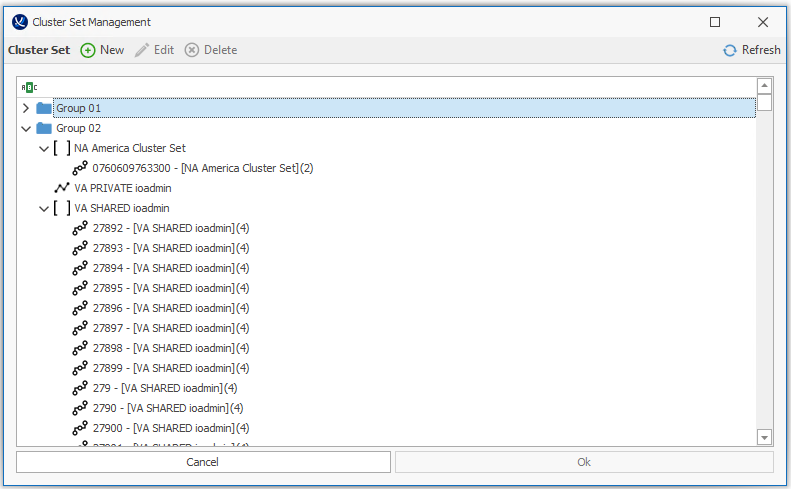 Cluster Set Management
Cluster Set New Edit Delete Refresh
ABC
Group 01
Group 02
NA America Cluster Set
0760609763300 - [NA America Cluster Set](2)
VA PRIVATE ioadmin
VA SHARED ioadmin
27892 - [VA SHARED ioadmin](4)
27893 - [VA SHARED ioadmin](4)
27894 - [VA SHARED ioadmin](4)
27895 - [VA SHARED ioadmin](4)
27896 - [VA SHARED ioadmin](4)
27897 - [VA SHARED ioadmin](4)
27898 - [VA SHARED ioadmin](4)
27899 - [VA SHARED ioadmin](4)
279 - [VA SHARED ioadmin](4)
2790 - [VA SHARED ioadmin](4)
27900 - [VA SHARED ioadmin](4)
Cancel Ok